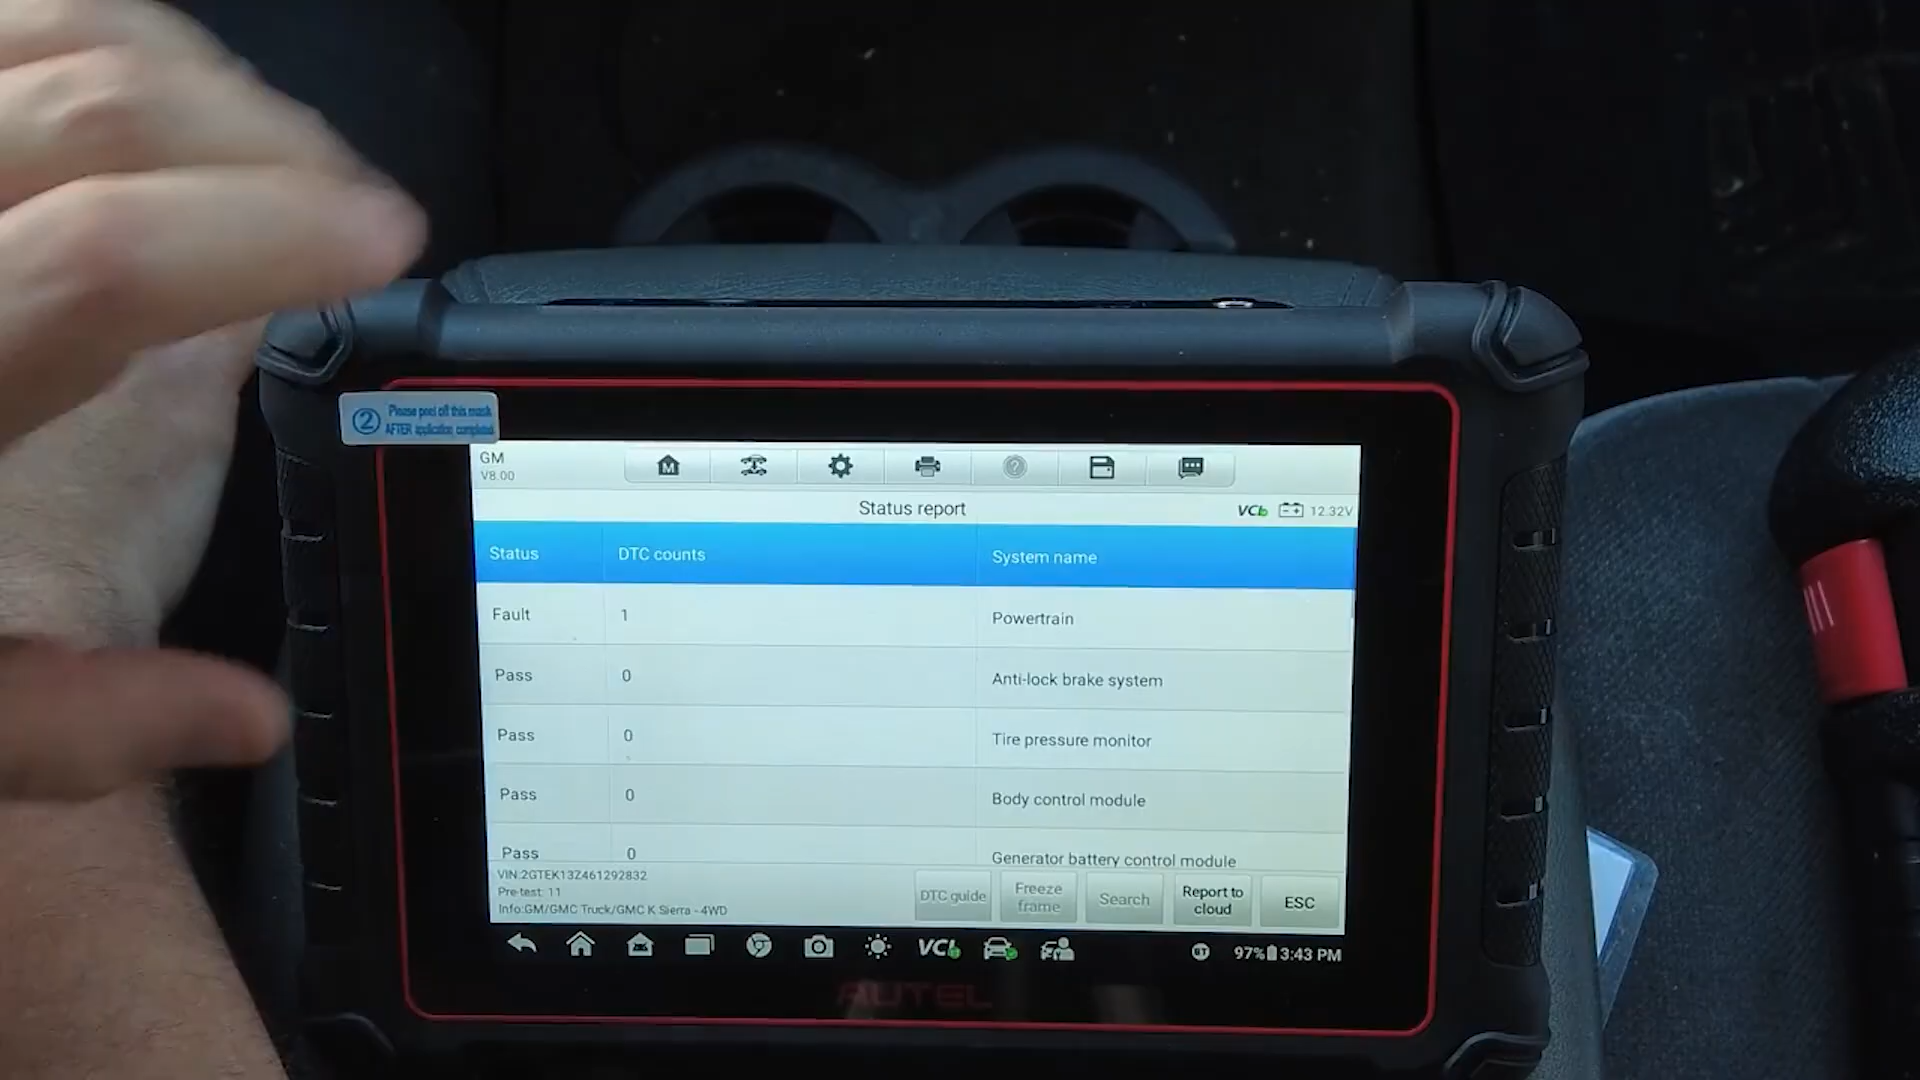 ② Please peel off this mask
AFTER application completed
GM
V8.00
M
?
Status report
VCI 12.32V
Status DTC counts System name
Fault 1 Powertrain
Pass 0 Anti-lock brake system
Pass 0 Tire pressure monitor
Pass 0 Body control module
Pass 0 Generator battery control module
VIN:2GTEK13Z461292832
Pre-test: 11
Info:GM/GMC Truck/GMC K Sierra - 4WD
DTC guide
Freeze
frame
Search
Report to
cloud
ESC
VCI
97% 3:43 PM
AUTEL